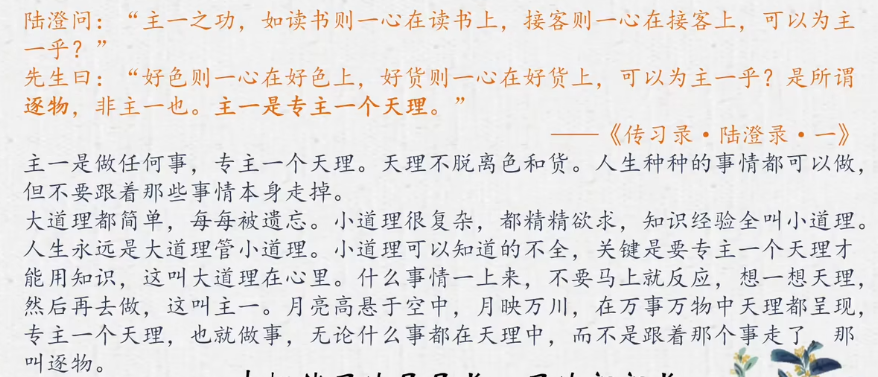 陆澄问：“主一之功，如读书则一心在读书上，接客则一心在接客上，可以为主
一乎？”
先生曰：“好色则一心在好色上，好货则一心在好货上，可以为主一乎？是所谓
逐物，非主一也。主一是专主一个天理。”
——《传习录·陆澄录·一》
主一是做任何事，专主一个天理。天理不脱离色和货。人生种种的事情都可以做，
但不要跟着那些事情本身走掉。
大道理都简单，每每被遗忘。小道理很复杂，都精精欲求，知识经验全叫小道理。
人生永远是大道理管小道理。小道理可以知道的不全，关键是要专主一个天理才
能用知识，这叫大道理在心里。什么事情一上来，不要马上就反应，想一想天理，
然后再去做，这叫主一。月亮高悬于空中，月映万川，在万事万物中天理都呈现，
专主一个天理，也就做事，无论什么事都在天理中，而不是跟着那个事走了，那
叫逐物。